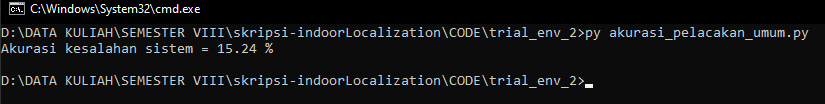 C:\Windows\System32\cmd.exe
D:\DATA KULIAH\SEMESTER VIII\skripsi-indoorLocalization\CODE\trial_env_2>py akurasi_pelacakan_umum.py
Akurasi kesalahan sistem = 15.24 %
D:\DATA KULIAH\SEMESTER VIII\skripsi-indoorLocalization\CODE\trial_env_2>